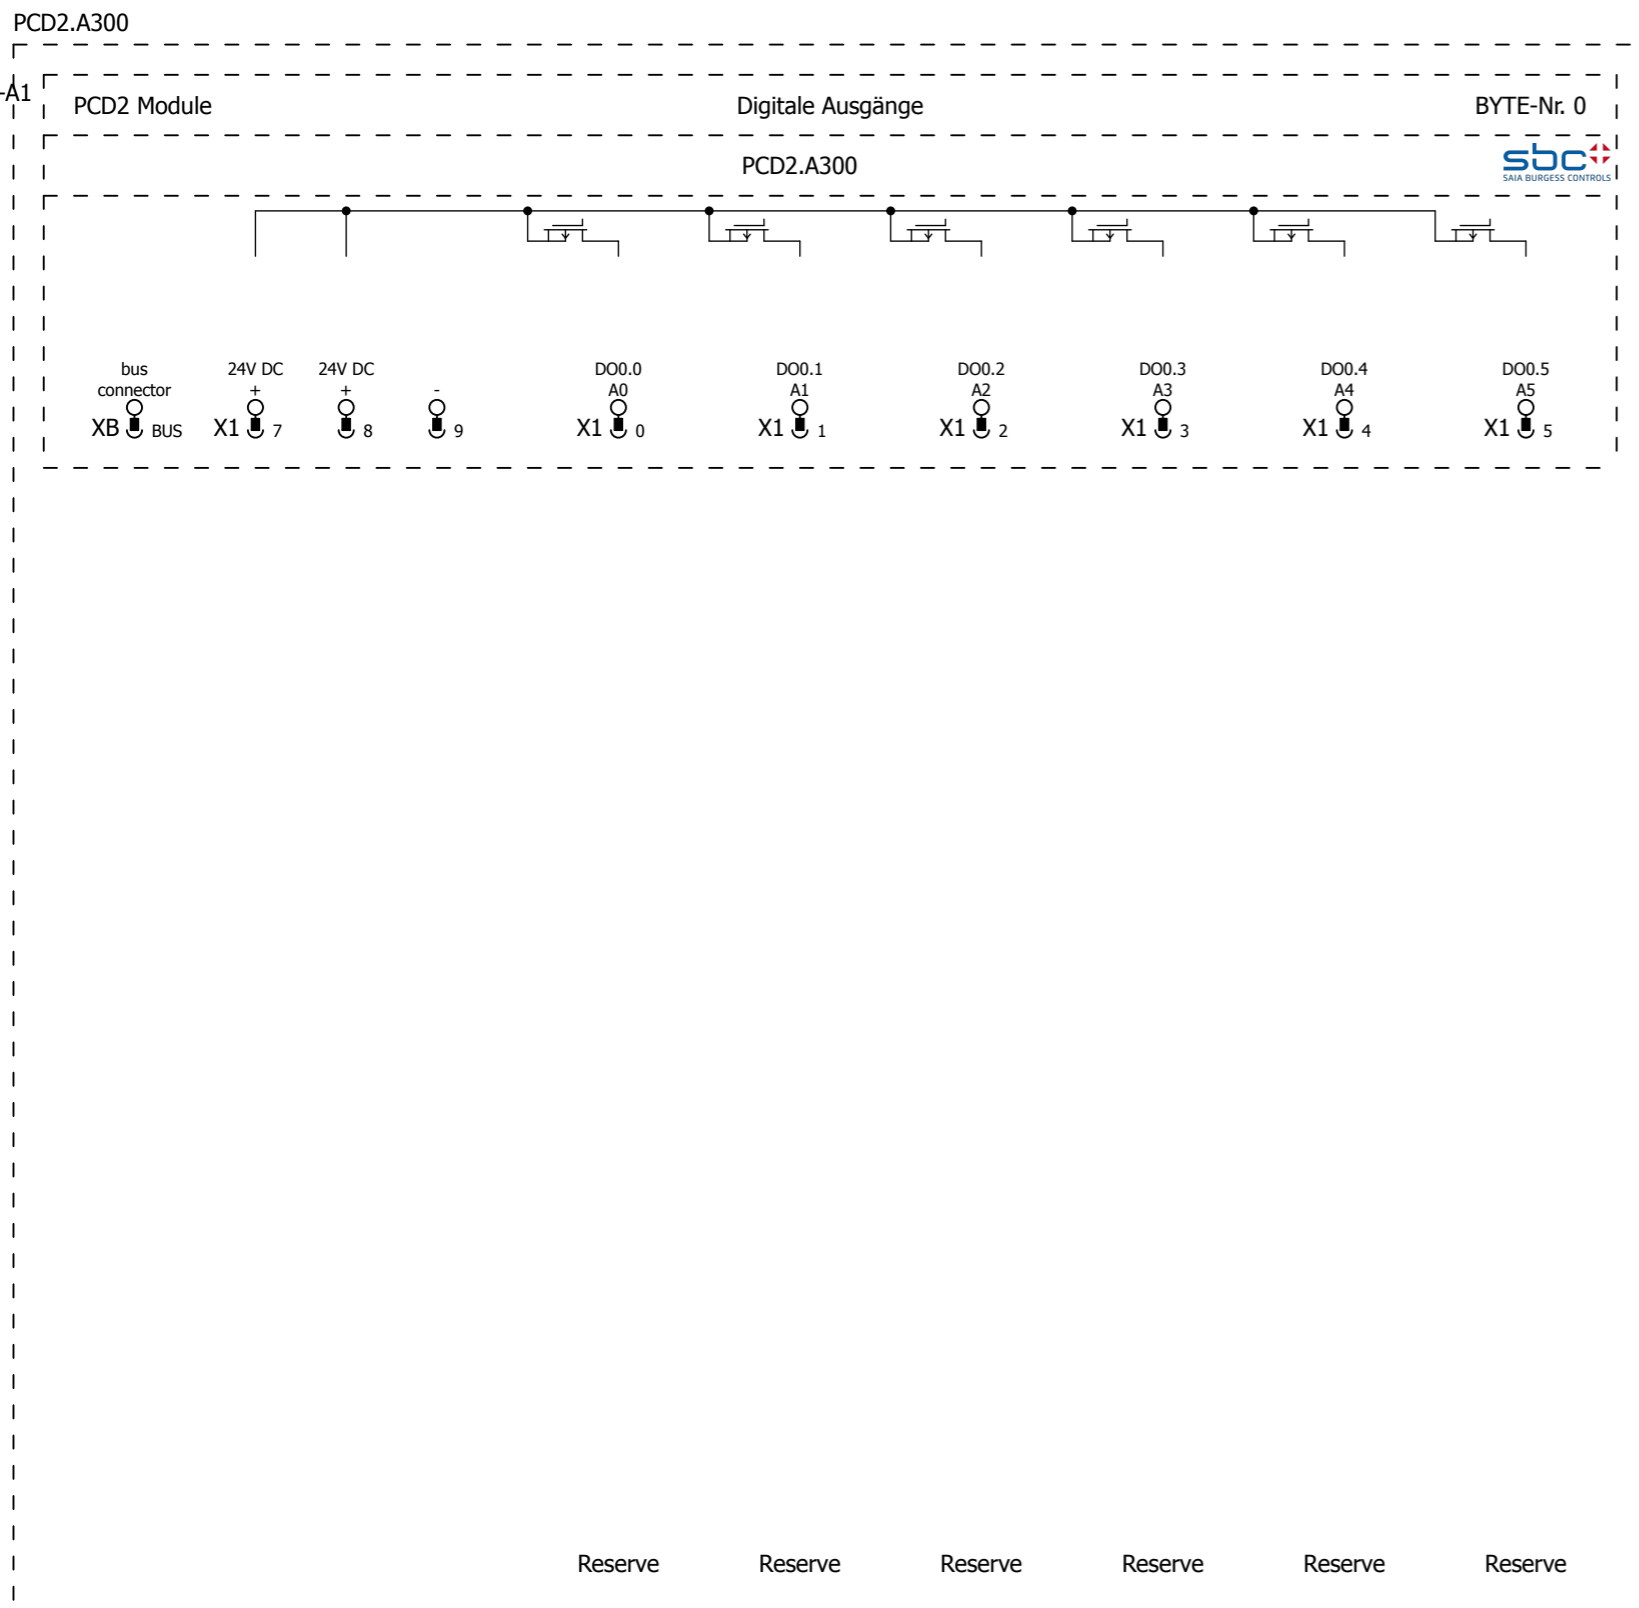 PCD2.A300
-A1
PCD2 Module Digitale Ausgänge BYTE-Nr. 0
PCD2.A300
sbc
SAIA BURGESS CONTROLS
bus 24V DC 24V DC DO0.0 DO0.1 DO0.2 DO0.3 DO0.4 DO0.5
connector + + - A0 A1 A2 A3 A4 A5
XB BUS X1 7 8 9 X1 0 X1 1 X1 2 X1 3 X1 4 X1 5
Reserve Reserve Reserve Reserve Reserve Reserve